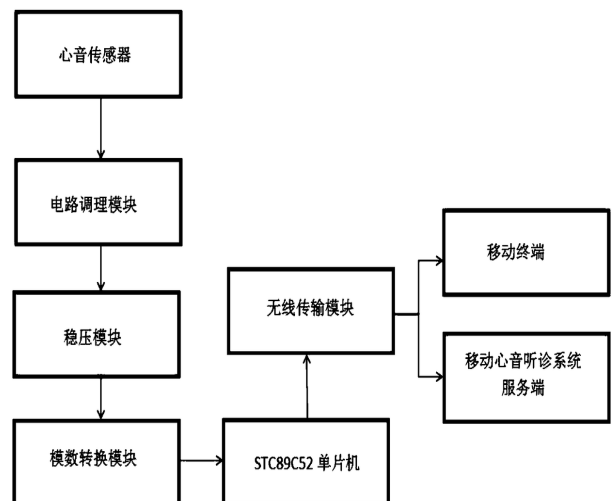 心音传感器
电路调理模块
稳压模块
模数转换模块
STC89C52 单片机
无线传输模块
移动终端
移动心音听诊系统
服务端